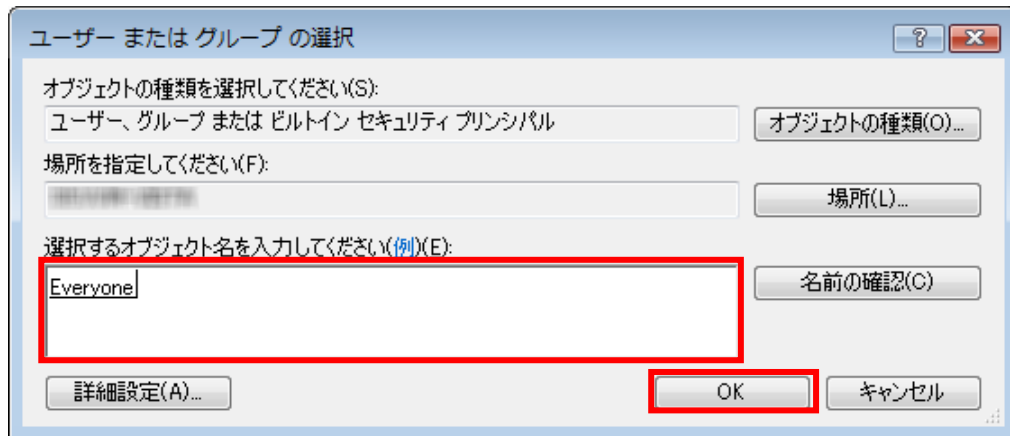 ユーザー または グループ の選択
オブジェクトの種類を選択してください(S):
ユーザー、グループ または ビルトイン セキュリティ プリンシパル
オブジェクトの種類(O)...
場所を指定してください(F):
場所(L)...
選択するオブジェクト名を入力してください(例)(E):
Everyone
名前の確認(C)
詳細設定(A)...
OK
キャンセル